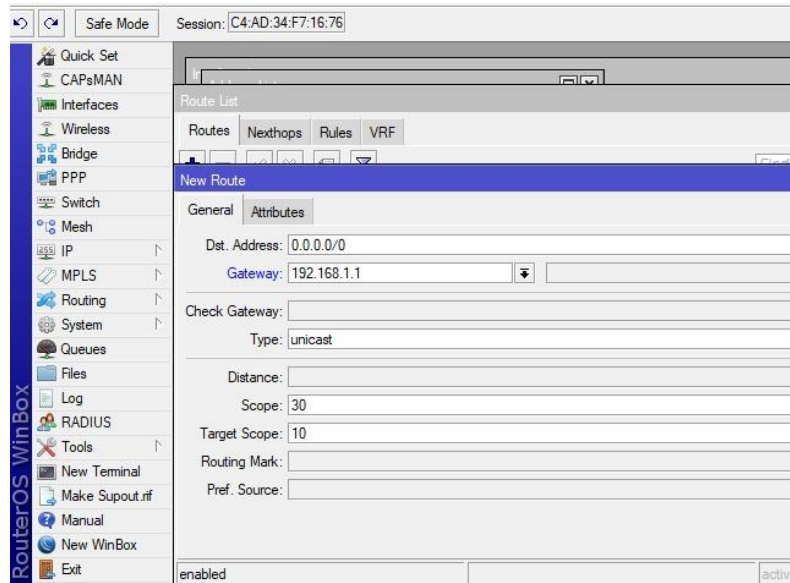 Safe Mode
Session: C4:AD:34:F7:16:76
Quick Set
CAPsMAN
Interfaces
Wireless
Bridge
PPP
Switch
Mesh
IP
MPLS
Routing
System
Queues
Files
Log
RADIUS
Tools
New Terminal
Make Supout.rif
Manual
New WinBox
Exit
RouterOS WinBox
Route List
Routes Nexthops Rules VRF
New Route
General Attributes
Dst. Address: 0.0.0.0/0
Gateway: 192.168.1.1
Check Gateway:
Type: unicast
Distance:
Scope: 30
Target Scope: 10
Routing Mark:
Pref. Source:
enabled
activ